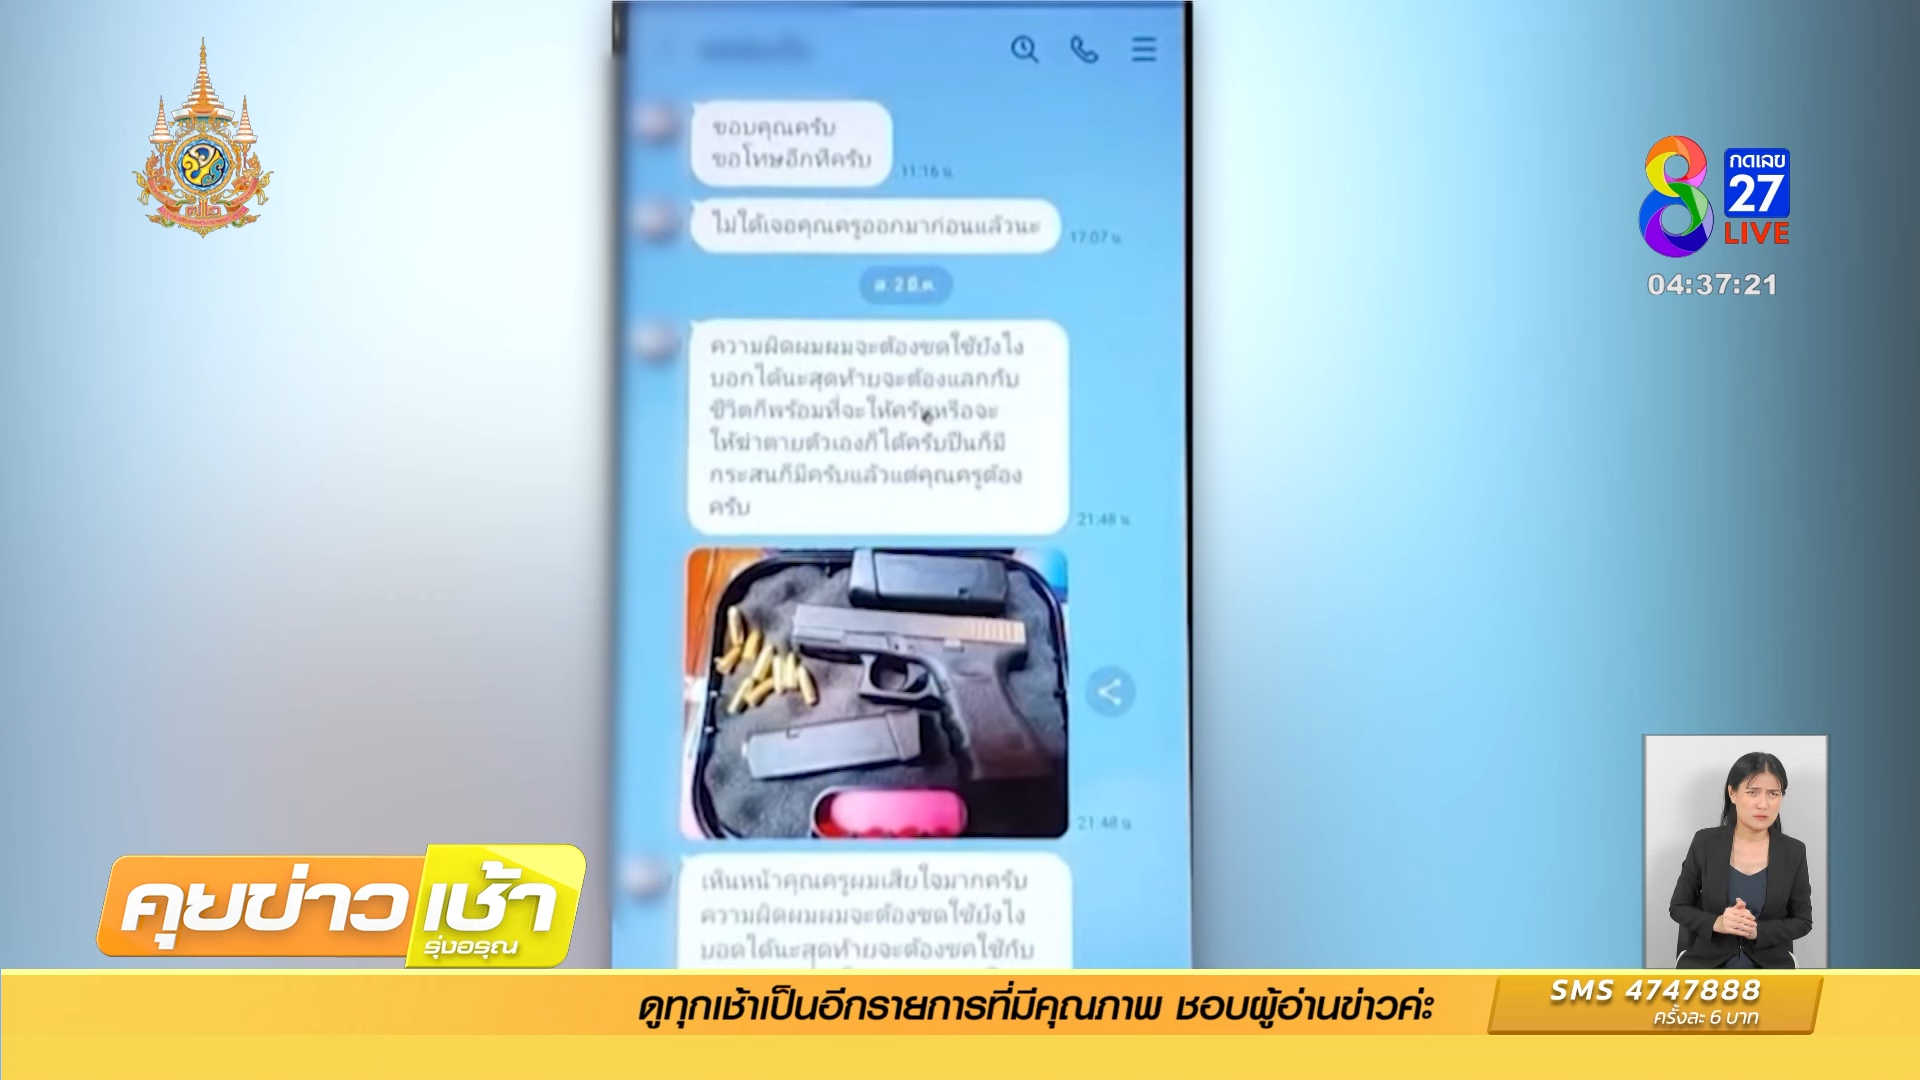 ขอบคุณครับ
ขอโทษอีกทีครับ
11:16 น.
ไม่ได้เจอคุณครูออกมาก่อนแล้วนะ
17:07 น.
ส. 2 มี.ค.
ความผิดผมผมจะต้องชดใช้ยังไง
บอกได้นะสุดท้ายจะต้องแลกกับ
ชีวิตก็พร้อมที่จะให้ครับหรือจะ
ให้ฆ่าตายตัวเองก็ได้ครับปืนก็มี
กระสนก็มีครับแล้วแต่คุณครูต้อง
ครับ
21:48 น.
21:48 น.
เห็นหน้าคุณครูผมเสียใจมากครับ
ความผิดผมผมจะต้องชดใช้ยังไง
บอดได้นะสุดท้ายจะต้องชดใช้กับ
กดเลข
8 27
LIVE
04:37:21
คุยข่าวเช้า
รุ่งอรุณ
ดูทุกเช้าเป็นอีกรายการที่มีคุณภาพ ชอบผู้อ่านข่าวค่ะ
SMS 4747888
ครั้งละ 6 บาท